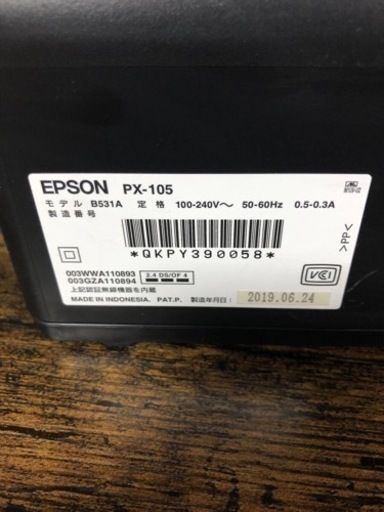 EPSON PX-105
モデル B531A 定格 100-240V～ 50-60Hz 0.5-0.3A
製造番号
*QKPY390058*
>PP<
003WWA110893
003GZA110894
2.4 DS/OF 4
VCI
上記認証無線機器を内蔵
MADE IN INDONESIA. PAT.P. 製造年月日: 2019.06.24